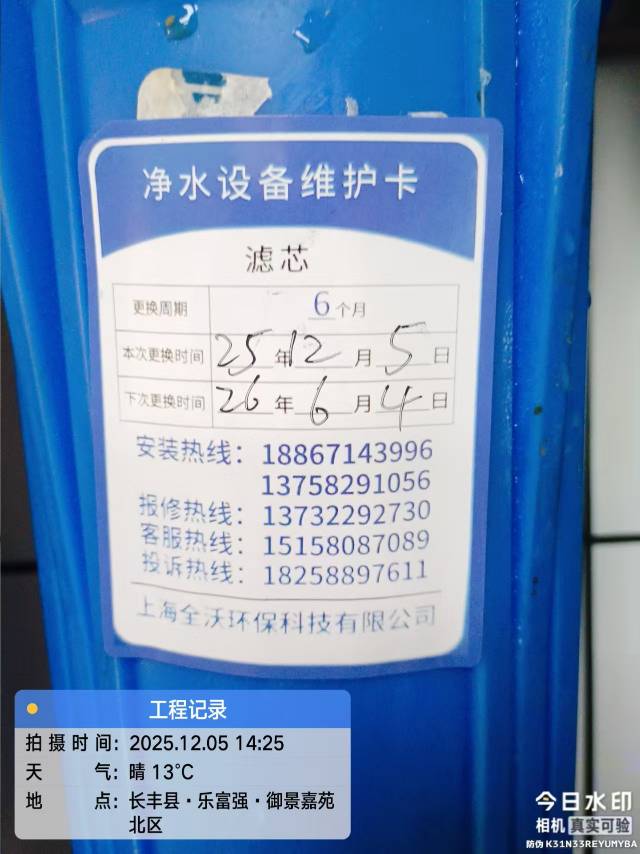 净水设备维护卡
滤芯
更换周期 6个月
本次更换时间 25年12月5日
下次更换时间 26年6月4日
安装热线：18867143996
13758291056
报修热线：13732292730
客服热线：15158087089
投诉热线：18258897611
上海全沃环保科技有限公司
工程记录
拍摄时间：2025.12.05 14:25
天气：晴 13℃
地点：长丰县·乐富强·御景嘉苑
北区
今日水印
相机 真实可验
防伪 K31N33REYUMYBA